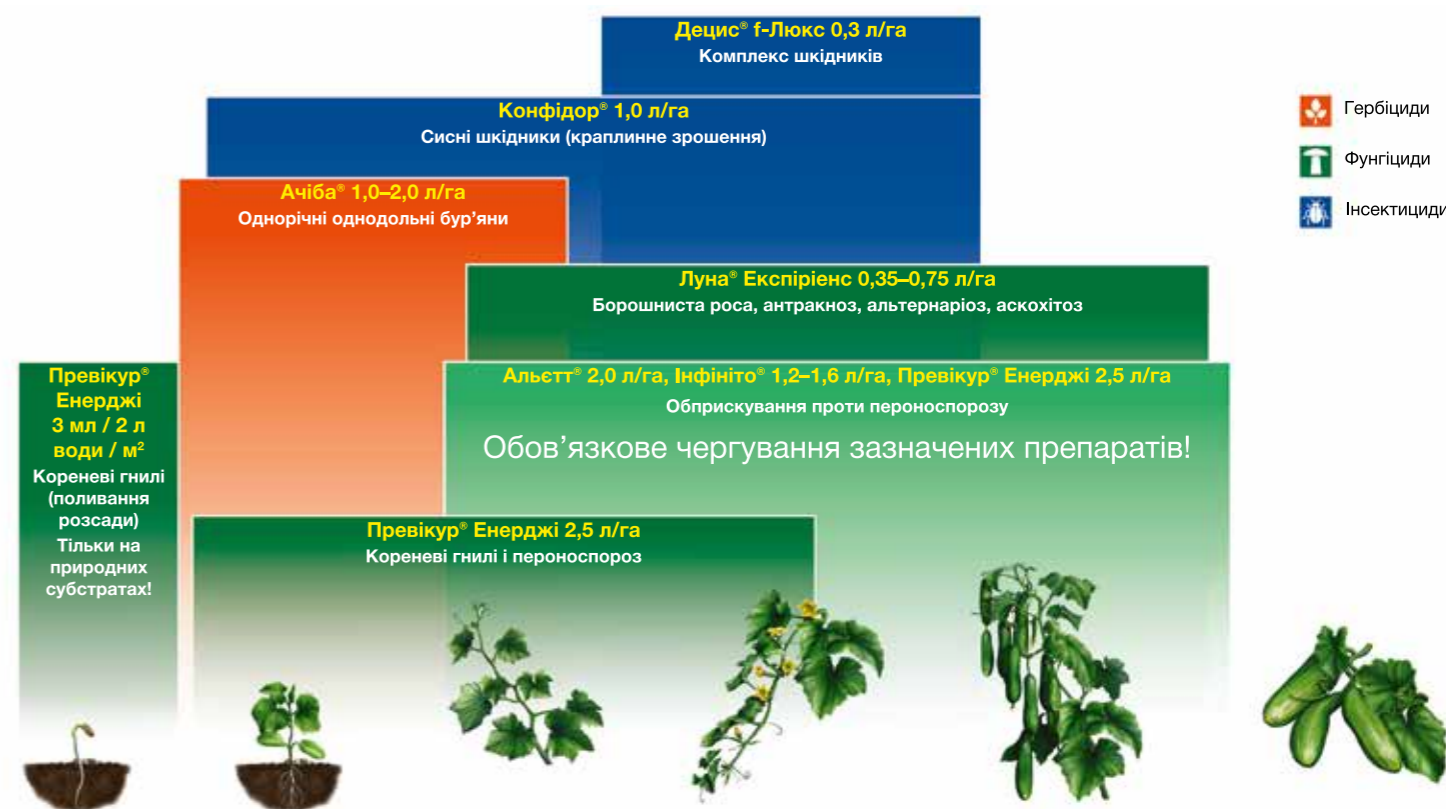 Децис® f-Люкс 0,3 л/га
Комплекс шкідників
Конфідор® 1,0 л/га
Сисні шкідники (краплинне зрошення)
Ачіба® 1,0–2,0 л/га
Однорічні однодольні бур’яни
Луна® Експіріенс 0,35–0,75 л/га
Борошниста роса, антракноз, альтернаріоз, аскохітоз
Превікур®
Енерджі
3 мл / 2 л
води / м²
Кореневі гнилі
(поливання
розсади)
Тільки на
природних
субстратах!
Альєтт® 2,0 л/га, Інфініто® 1,2–1,6 л/га, Превікур® Енерджі 2,5 л/га
Обприскування проти пероноспорозу
Обов’язкове чергування зазначених препаратів!
Превікур® Енерджі 2,5 л/га
Кореневі гнилі і пероноспороз
Гербіциди
Фунгіциди
Інсектициди